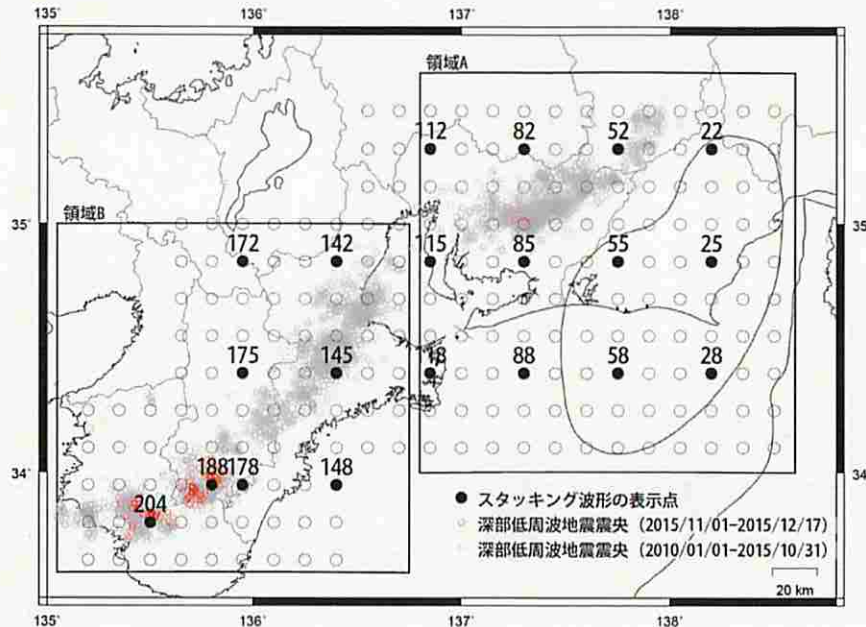 135° 136° 137° 138°
領域A
112 82 52 22
35° 35°
領域B
172 142 115 85 55 25
175 145 118 88 58 28
34° 34°
188 178 148
204
スタッキング波形の表示点
深部低周波地震震央（2015/11/01-2015/12/17）
深部低周波地震震央（2010/01/01-2015/10/31）
20 km
135° 136° 137° 138°